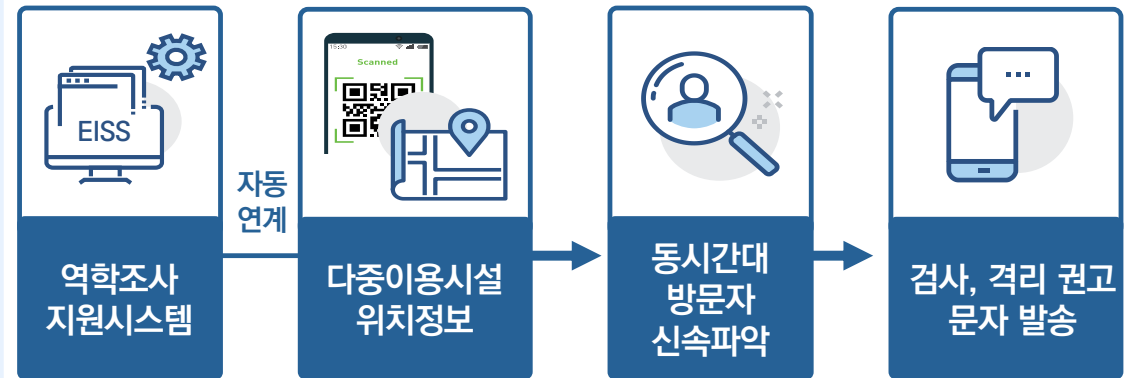 EISS
역학조사
지원시스템
자동
연계
15:30
Scanned
다중이용시설
위치정보
동시간대
방문자
신속파악
검사, 격리 권고
문자 발송